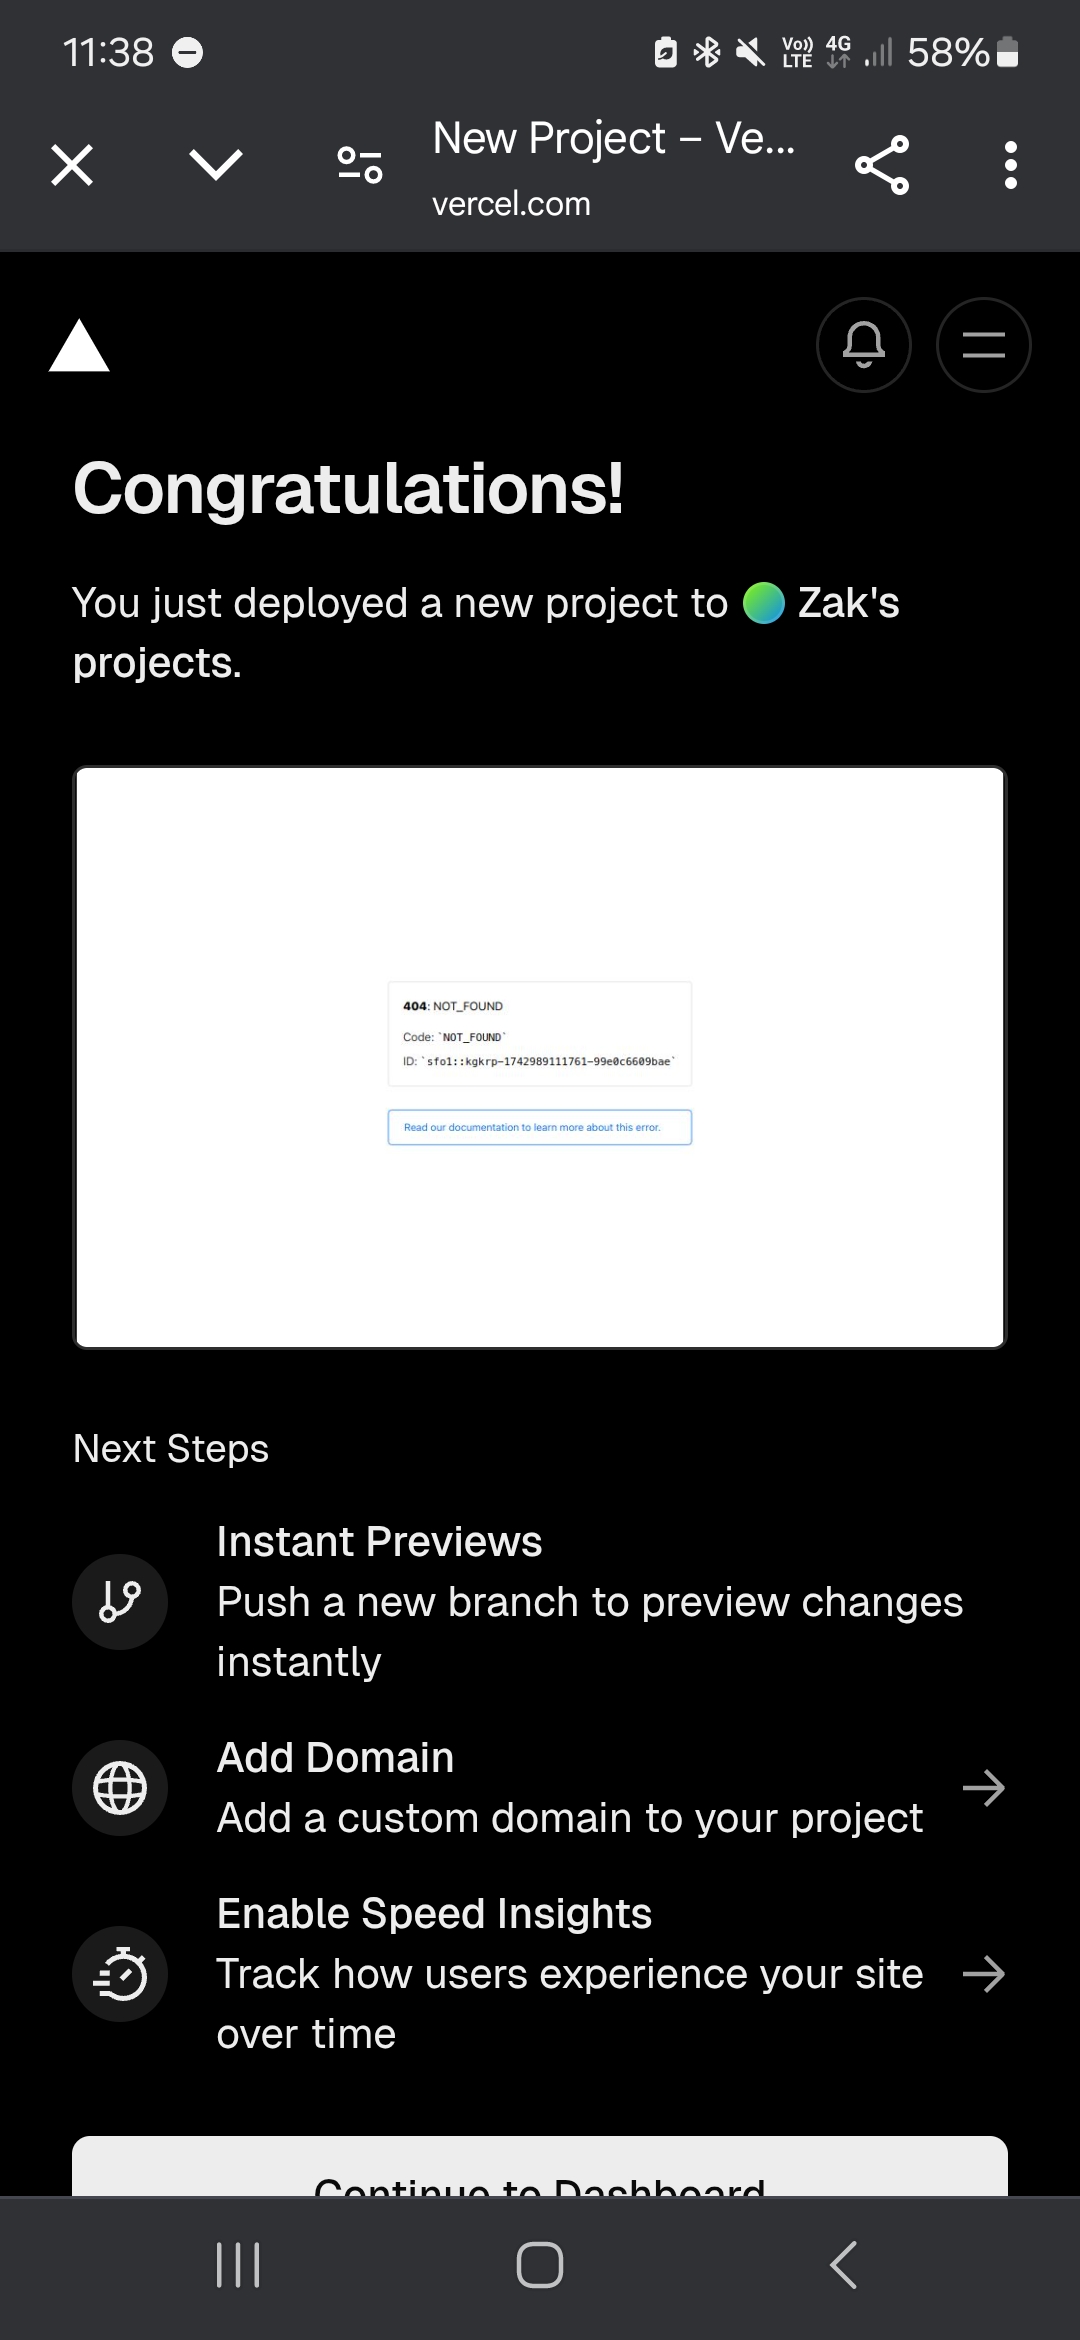 11:38
Vo)) LTE 4G 58%
New Project – Ve...
vercel.com
Congratulations!
You just deployed a new project to Zak's
projects.
404: NOT_FOUND
Code: `NOT_FOUND`
ID: `sfo1::kgkrp-1742989111761-99e0c6609bae`
Read our documentation to learn more about this error.
Next Steps
Instant Previews
Push a new branch to preview changes
instantly
Add Domain
Add a custom domain to your project
Enable Speed Insights
Track how users experience your site
over time
Continue to Dashboard